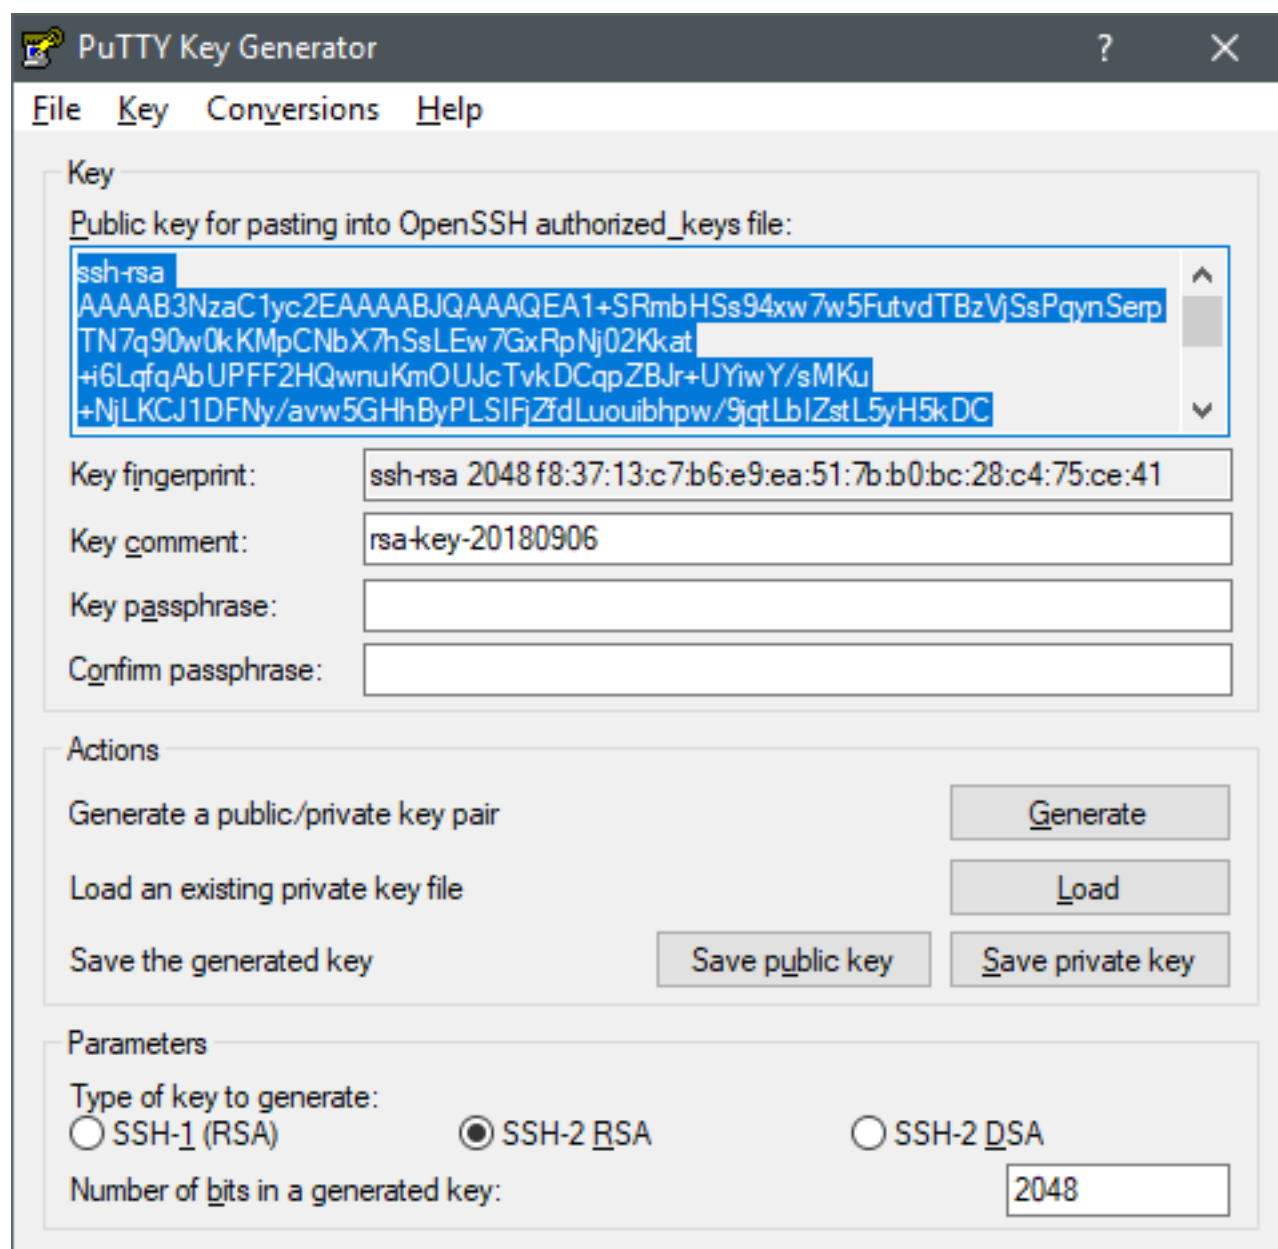 PuTTY Key Generator
File Key Conversions Help
Key
Public key for pasting into OpenSSH authorized_keys file:
ssh-rsa
AAAAB3NzaC1yc2EAAAABJQAAAQEA1+SRmbHSs94xw7w5FutvdTBzVjSsPqynSerp
TN7q90w0kKMpCNbX7hSsLEw7GxRpNj02Kkat
+i6LqfqAbUPFF2HQwnuKmOUJcTvkDCqpZBJr+UYiwY/sMKu
+NjLKCJ1DFNy/avw5GHhByPLSIFjZfdLuouibhpw/9jqtLbIZstL5yH5kDC
Key fingerprint: ssh-rsa 2048 f8:37:13:c7:b6:e9:ea:51:7b:b0:bc:28:c4:75:ce:41
Key comment: rsa-key-20180906
Key passphrase:
Confirm passphrase:
Actions
Generate a public/private key pair Generate
Load an existing private key file Load
Save the generated key Save public key Save private key
Parameters
Type of key to generate:
SSH-1 (RSA) SSH-2 RSA SSH-2 DSA
Number of bits in a generated key: 2048